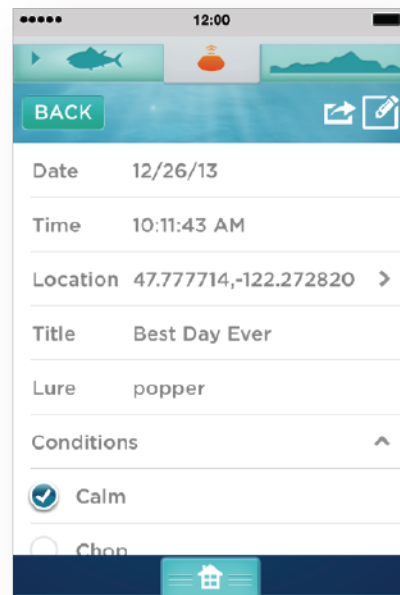 12:00
BACK
Date 12/26/13
Time 10:11:43 AM
Location 47.777714,-122.272820
Title Best Day Ever
Lure popper
Conditions
Calm
Chop